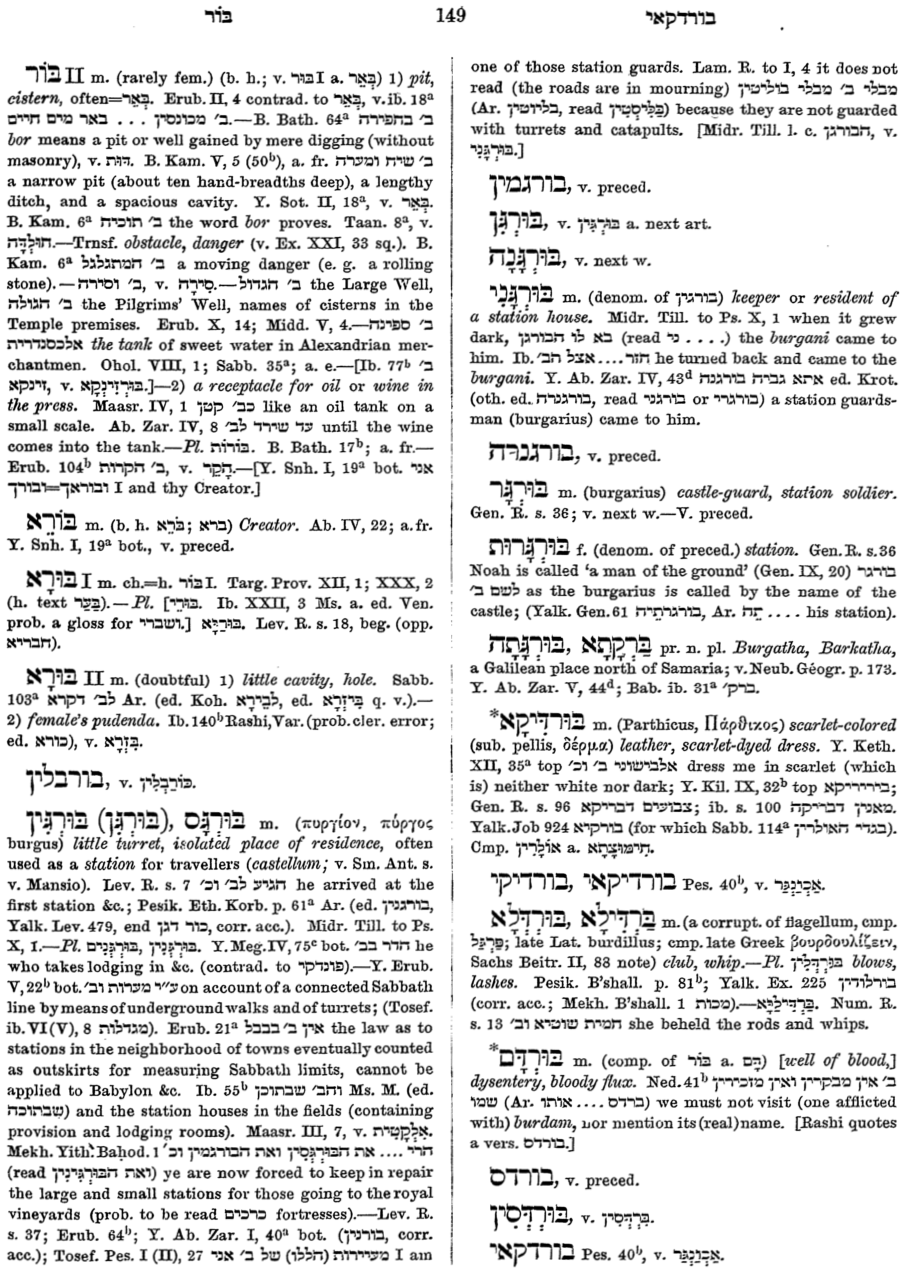 בּוֹר
149
בורדקאי
בּוֹר II m. (rarely fem.) (b. h.; v. בּוּר I a. בְּאֵר) 1) pit,
cistern, often=בְּאֵר. Erub. II, 4 contrad. to בְּאֵר, v. ib. 18ᵃ
ב׳ מכונסין ... באר מים חיים.—B. Bath. 64ᵃ ב׳ בחפירה
bor means a pit or well gained by mere digging (without
masonry), v. דּוּת. B. Kam. V, 5 (50ᵇ), a. fr. ב׳ שיח ומערה
a narrow pit (about ten hand-breadths deep), a lengthy
ditch, and a spacious cavity. Y. Sot. II, 18ᵃ, v. בְּאֵר.
B. Kam. 6ᵃ ב׳ תוכיח the word bor proves. Taan. 8ᵃ, v.
חוּלְדָּה.—Trnsf. obstacle, danger (v. Ex. XXI, 33 sq.). B.
Kam. 6ᵃ ב׳ המתגלגל a moving danger (e. g. a rolling
stone).—ב׳ וסירה, v. סִירָה.—ב׳ הגדול the Large Well,
ב׳ הגולה the Pilgrims' Well, names of cisterns in the
Temple premises. Erub. X, 14; Midd. V, 4.—ב׳ ספינה
אלכסנדרית the tank of sweet water in Alexandrian mer-
chantmen. Ohol. VIII, 1; Sabb. 35ᵃ; a. e.—[Ib. 77ᵇ ב׳
זינקא, v. בּוּרְזִינְקָא.]—2) a receptacle for oil or wine in
the press. Maasr. IV, 1 כב׳ קטן like an oil tank on a
small scale. Ab. Zar. IV, 8 עד שירד לב׳ until the wine
comes into the tank.—Pl. בּוֹרוֹת. B. Bath. 17ᵇ; a. fr.—
Erub. 104ᵇ ב׳ הקרות, v. הָקֵר.—[Y. Snh. I, 19ᵃ bot. אני
ובוראך=ובורך I and thy Creator.]
בּוֹרֵא m. (b. h. בֹּרֵא; ברא) Creator. Ab. IV, 22; a. fr.
Y. Snh. I, 19ᵃ bot., v. preced.
בּוּרָא I m. ch.=h. בּוּר I. Targ. Prov. XII, 1; XXX, 2
(h. text בַּעַר).—Pl. [בּוּרֵי. Ib. XXII, 3 Ms. a. ed. Ven.
prob. a gloss for ושברי.] בּוּרַיָּא. Lev. R. s. 18, beg. (opp.
חבריא).
בּוּרָא II m. (doubtful) 1) little cavity, hole. Sabb.
103ᵃ לב׳ דקרא Ar. (ed. Koh. לְבֵירָא, ed. בִּיזְרָא q. v.).—
2) female's pudenda. Ib. 140ᵇ Rashi, Var. (prob. cler. error;
ed. כורא), v. בִּזְרָא.
בורבלין, v. כּוּרְבְּלִין.
בּוּרְגָּס, (בּוּרְגָּן) בּוּרְגִּין m. (πυργίον, πύργος
burgus) little turret, isolated place of residence, often
used as a station for travellers (castellum; v. Sm. Ant. s.
v. Mansio). Lev. R. s. 7 הגיע לב׳ וכ׳ he arrived at the
first station &c.; Pesik. Eth. Korb. p. 61ᵃ Ar. (ed. בורגנין,
Yalk. Lev. 479, end כור דגן, corr. acc.). Midr. Till. to Ps.
X, 1.—Pl. בּוּרְגָּנִין, בּוּרְגָּנִים. Y. Meg. IV, 75ᶜ bot. הדר בב׳ he
who takes lodging in &c. (contrad. to פונדקי).—Y. Erub.
V, 22ᵇ bot. ע״י מערות וב׳ on account of a connected Sabbath
line by means of underground walks and of turrets; (Tosef.
ib. VI (V), 8 מגדלות). Erub. 21ᵃ אין ב׳ בבבל the law as to
stations in the neighborhood of towns eventually counted
as outskirts for measuring Sabbath limits, cannot be
applied to Babylon &c. Ib. 55ᵇ והב׳ שבתוכן Ms. M. (ed.
שבתוכה) and the station houses in the fields (containing
provision and lodging rooms). Maasr. III, 7, v. אִלְקָטִית.
Mekh. Yith. Baḥod. 1 הרי .... את הבּוּרְגָּסִין ואת הבורגמין וכ׳
(read ואת הבּוּרְגִּינִין) ye are now forced to keep in repair
the large and small stations for those going to the royal
vineyards (prob. to be read כרכים fortresses).—Lev. R.
s. 37; Erub. 64ᵇ; Y. Ab. Zar. I, 40ᵃ bot. (בורנין, corr.
acc.); Tosef. Pes. I (II), 27 מעיירות (הללו) של ב׳ אני I am
one of those station guards. Lam. R. to I, 4 it does not
read (the roads are in mourning) מבלי ב׳ מבלי בוליטין
(Ar. בליוטין, read בַּלִּיסְטִין) because they are not guarded
with turrets and catapults. [Midr. Till. l. c. הבורגן, v.
בּוּרְגָּנִי.]
בורגמין, v. preced.
בּוּרְגָּן, v. בּוּרְגִּין a. next art.
בּוּרְגָּנָה, v. next w.
בּוּרְגָּנִי m. (denom. of בורגין) keeper or resident of
a station house. Midr. Till. to Ps. X, 1 when it grew
dark, בא לו הבורגן (read ני . . . .) the burgani came to
him. Ib. חזר....אצל הב׳ he turned back and came to the
burgani. Y. Ab. Zar. IV, 43ᵈ אתא גביה בורגנה ed. Krot.
(oth. ed. בורגנרה, read בורגני or בורגרי) a station guards-
man (burgarius) came to him.
בורגנרה, v. preced.
בּוּרְגָּר m. (burgarius) castle-guard, station soldier.
Gen. R. s. 36; v. next w.—V. preced.
בּוּרְגָּרוּת f. (denom. of preced.) station. Gen. R. s. 36
Noah is called 'a man of the ground' (Gen. IX, 20) בורגר
לשם ב׳ as the burgarius is called by the name of the
castle; (Yalk. Gen. 61 בורגרתיה, Ar. תה .... his station).
בּוּרְגָּתָה, בַּרְקָתָא pr. n. pl. Burgatha, Barkatha,
a Galilean place north of Samaria; v. Neub. Géogr. p. 173.
Y. Ab. Zar. V, 44ᵈ; Bab. ib. 31ᵃ ברק׳.
*בּוּרְדִּיקָא m. (Parthicus, Πάρθιχος) scarlet-colored
(sub. pellis, δέρμα) leather, scarlet-dyed dress. Y. Keth.
XII, 35ᵃ top אלבישוני ב׳ וכ׳ dress me in scarlet (which
is) neither white nor dark; Y. Kil. IX, 32ᵇ top בירירייקא;
Gen. R. s. 96 צבועים דבריקא; ib. s. 100 מאנין דבריקה.
Yalk. Job 924 בורקיא (for which Sabb. 114ᵃ בגדי האולרין).
Cmp. אוֹלָרִין a. חִימּוּצָתָא.
בורדיקאי, בורדיקי Pes. 40ᵇ, v. אֲכוּנְגַּר.
בּוּרְדְּלָא, בֻּרְדִּילָא m. (a corrupt. of flagellum, cmp.
פַּרְגֵּל; late Lat. burdillus; cmp. late Greek βουρδουλίζειν,
Sachs Beitr. II, 88 note) club, whip.—Pl. בּוּרְדְּלִין blows,
lashes. Pesik. B'shall. p. 81ᵇ; Yalk. Ex. 225 בורלודין
(corr. acc.; Mekh. B'shall. 1 מכות).—בֻּרְדִּילַיָּא. Num. R.
s. 13 חמית שוטיא וב׳ she beheld the rods and whips.
*בּוּרְדָּם m. (comp. of בּוֹר a. דָּם) [well of blood,]
dysentery, bloody flux. Ned. 41ᵇ ב׳ אין מבקרין ואין מזכירין
שמו (Ar. ברדס .... אותו) we must not visit (one afflicted
with) burdam, nor mention its (real) name. [Rashi quotes
a vers. בורדס.]
בורדס, v. preced.
בּוּרְדְּסִין, v. בַּרְדְּסִין.
בורדקאי Pes. 40ᵇ, v. אֲכוּנְגַּר.